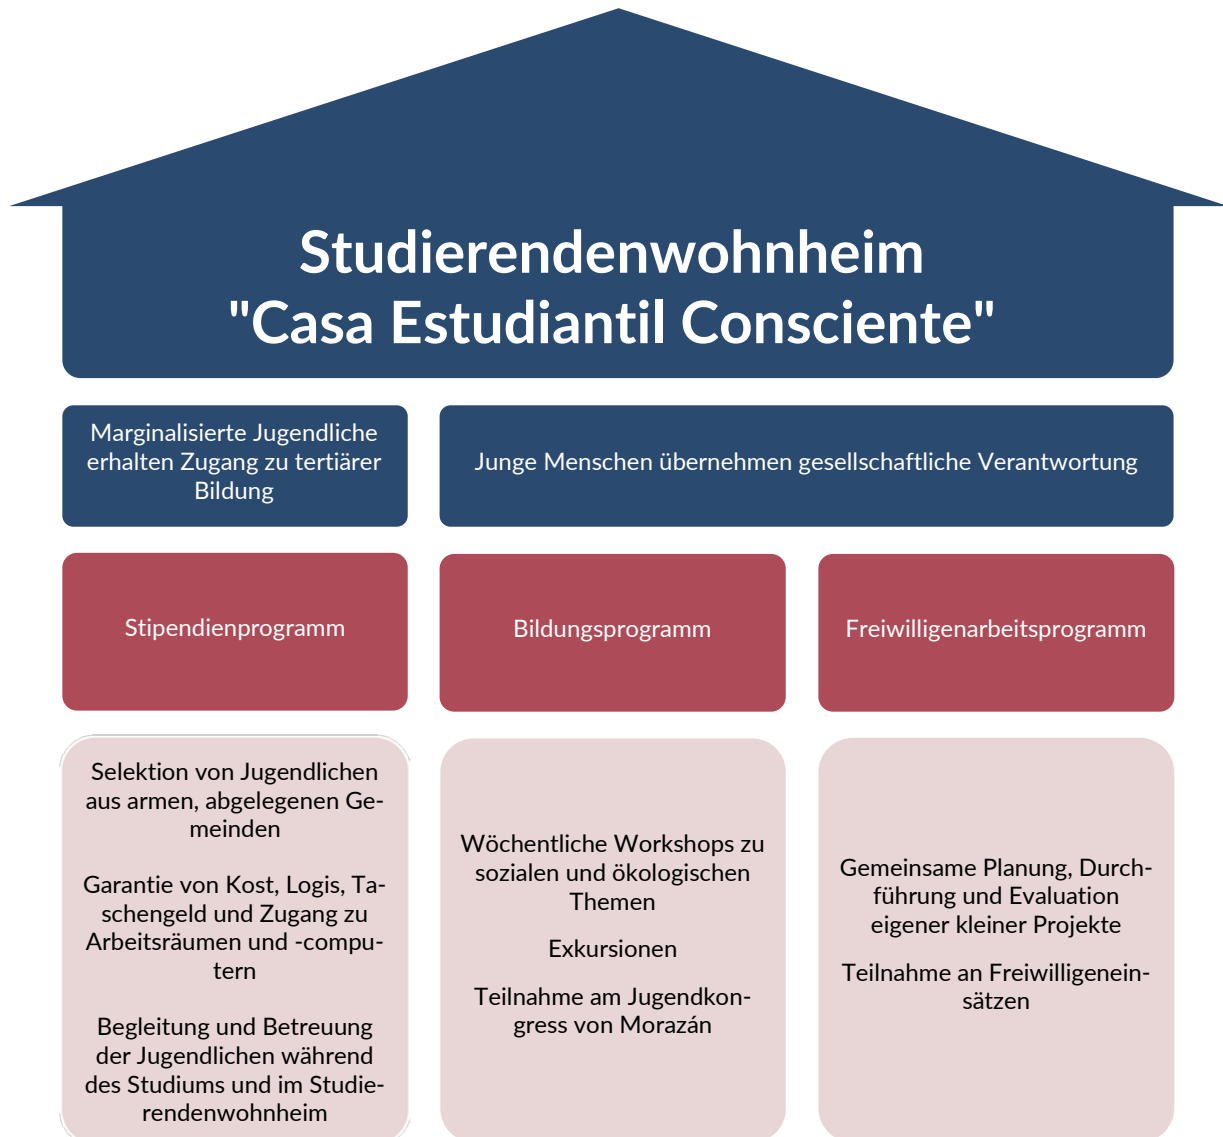 Studierendenwohnheim
"Casa Estudiantil Consciente"
Marginalisierte Jugendliche
erhalten Zugang zu tertiärer
Bildung
Junge Menschen übernehmen gesellschaftliche Verantwortung
Stipendienprogramm
Bildungsprogramm
Freiwilligenarbeitsprogramm
Selektion von Jugendlichen
aus armen, abgelegenen Ge-
meinden
Garantie von Kost, Logis, Ta-
schengeld und Zugang zu
Arbeitsräumen und -compu-
tern
Begleitung und Betreuung
der Jugendlichen während
des Studiums und im Studie-
rendenwohnheim
Wöchentliche Workshops zu
sozialen und ökologischen
Themen
Exkursionen
Teilnahme am Jugendkon-
gress von Morazán
Gemeinsame Planung, Durch-
führung und Evaluation
eigener kleiner Projekte
Teilnahme an Freiwilligenein-
sätzen